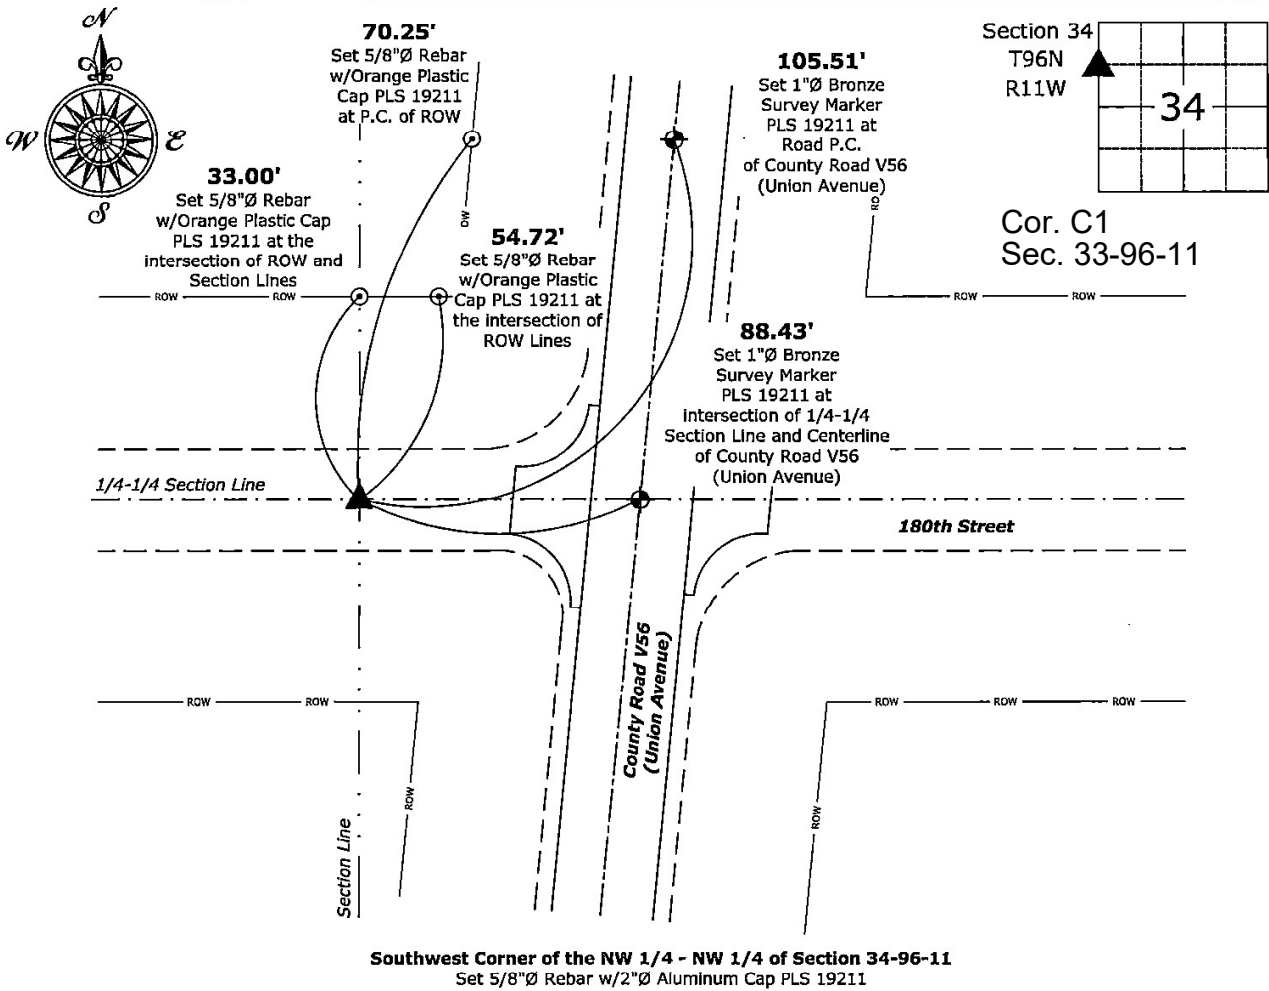 N
W
E
S
70.25'
Set 5/8"Ø Rebar
w/Orange Plastic
Cap PLS 19211
at P.C. of ROW
33.00'
Set 5/8"Ø Rebar
w/Orange Plastic Cap
PLS 19211 at the
intersection of ROW and
Section Lines
54.72'
Set 5/8"Ø Rebar
w/Orange Plastic
Cap PLS 19211 at
the intersection of
ROW Lines
105.51'
Set 1"Ø Bronze
Survey Marker
PLS 19211 at
Road P.C.
of County Road V56
(Union Avenue)
Section 34
T96N
R11W
34
Cor. C1
Sec. 33-96-11
ROW
ROW
ROW
ROW
88.43'
Set 1"Ø Bronze
Survey Marker
PLS 19211 at
intersection of 1/4-1/4
Section Line and Centerline
of County Road V56
(Union Avenue)
1/4-1/4 Section Line
180th Street
County Road V56
(Union Avenue)
ROW
ROW
ROW
ROW
ROW
ROW
ROW
Section Line
Southwest Corner of the NW 1/4 - NW 1/4 of Section 34-96-11
Set 5/8"Ø Rebar w/2"Ø Aluminum Cap PLS 19211